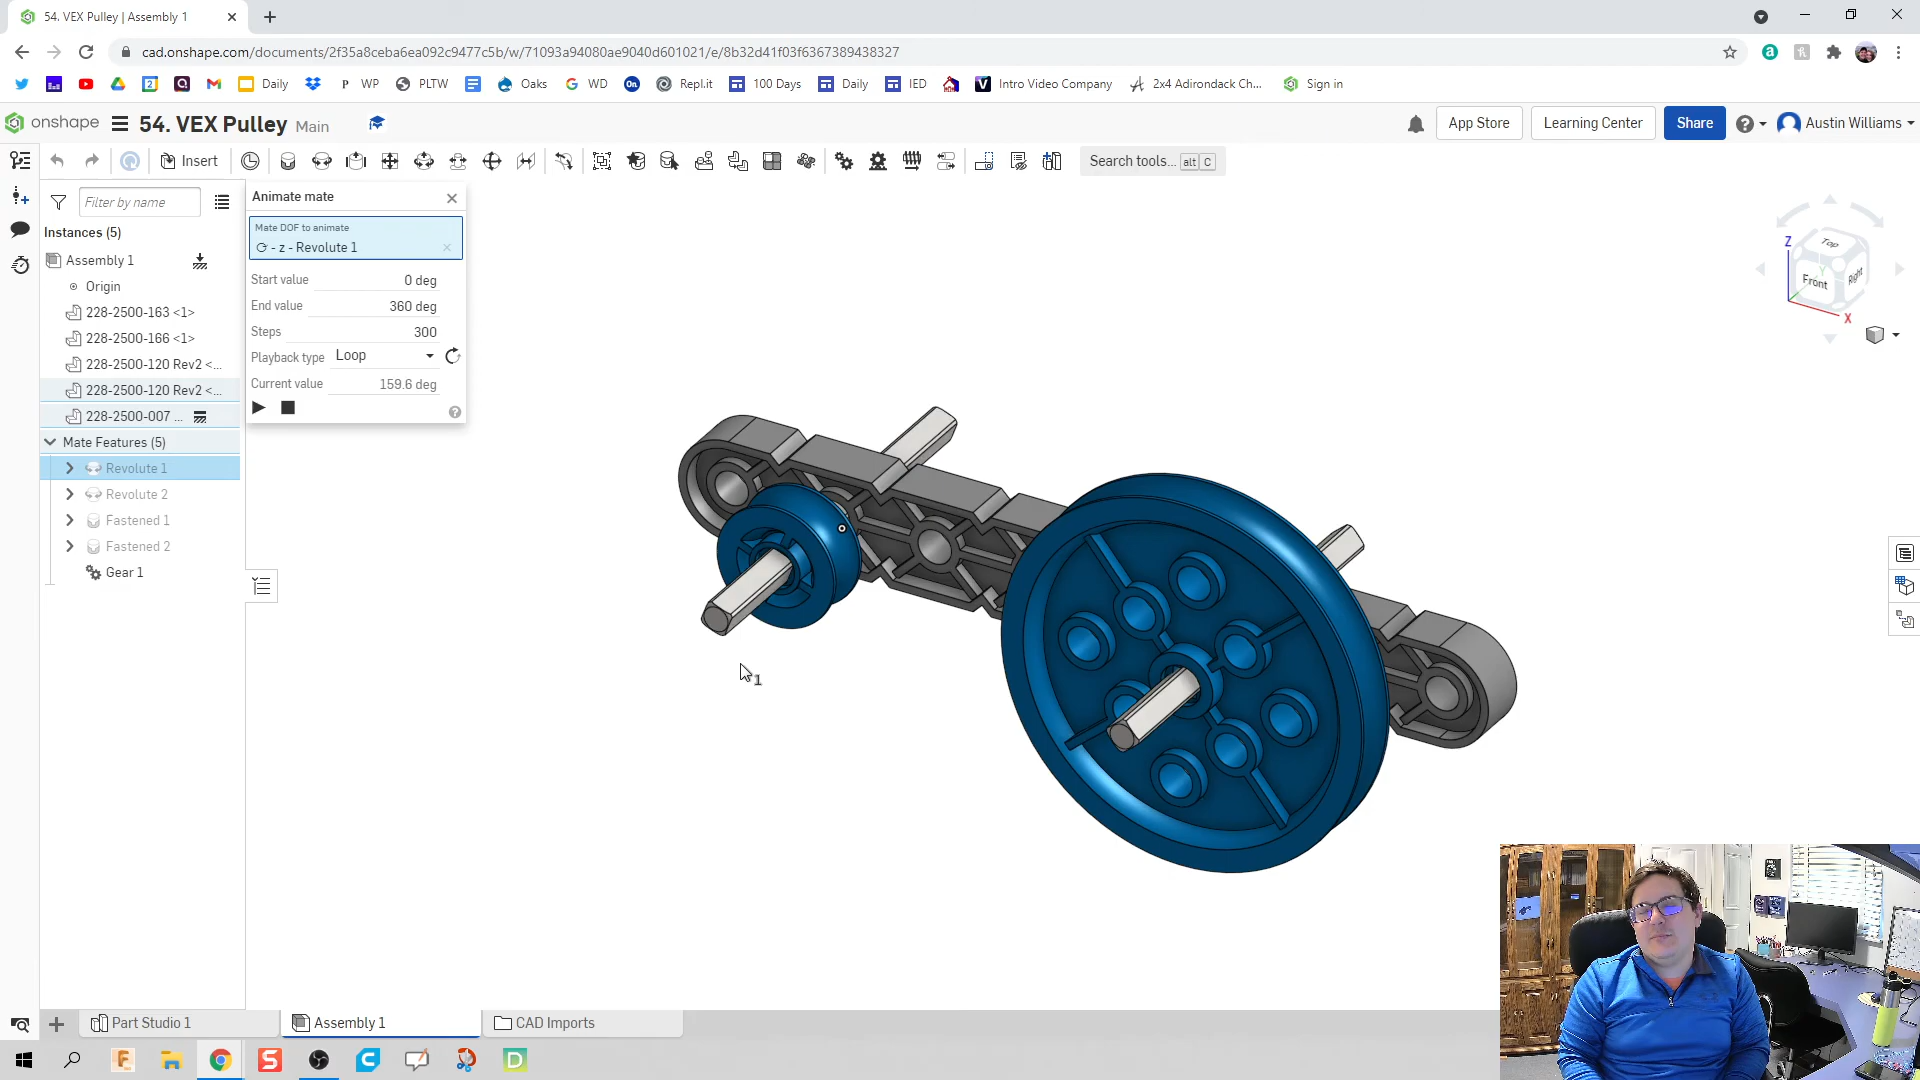 54. VEX Pulley | Assembly 1
cad.onshape.com/documents/2f35a8ceba6ea092c9477c5b/w/71093a94080ae9040d601021/e/8b32d41f03f6367389438327
Daily
P WP
PLTW
Oaks
WD
On
Repl.it
100 Days
Daily
IED
Intro Video Company
2x4 Adirondack Ch...
Sign in
onshape
54. VEX Pulley Main
App Store
Learning Center
Share
Austin Williams
Insert
Search tools... alt C
Filter by name
Animate mate
Mate DOF to animate
- z - Revolute 1
Start value 0 deg
End value 360 deg
Steps 300
Playback type Loop
Current value 159.6 deg
Instances (5)
Assembly 1
Origin
228-2500-163 <1>
228-2500-166 <1>
228-2500-120 Rev2 <...
228-2500-120 Rev2 <...
228-2500-007 ...
Mate Features (5)
Revolute 1
Revolute 2
Fastened 1
Fastened 2
Gear 1
Z
Top
Y
Front
Right
X
1
Part Studio 1
Assembly 1
CAD Imports